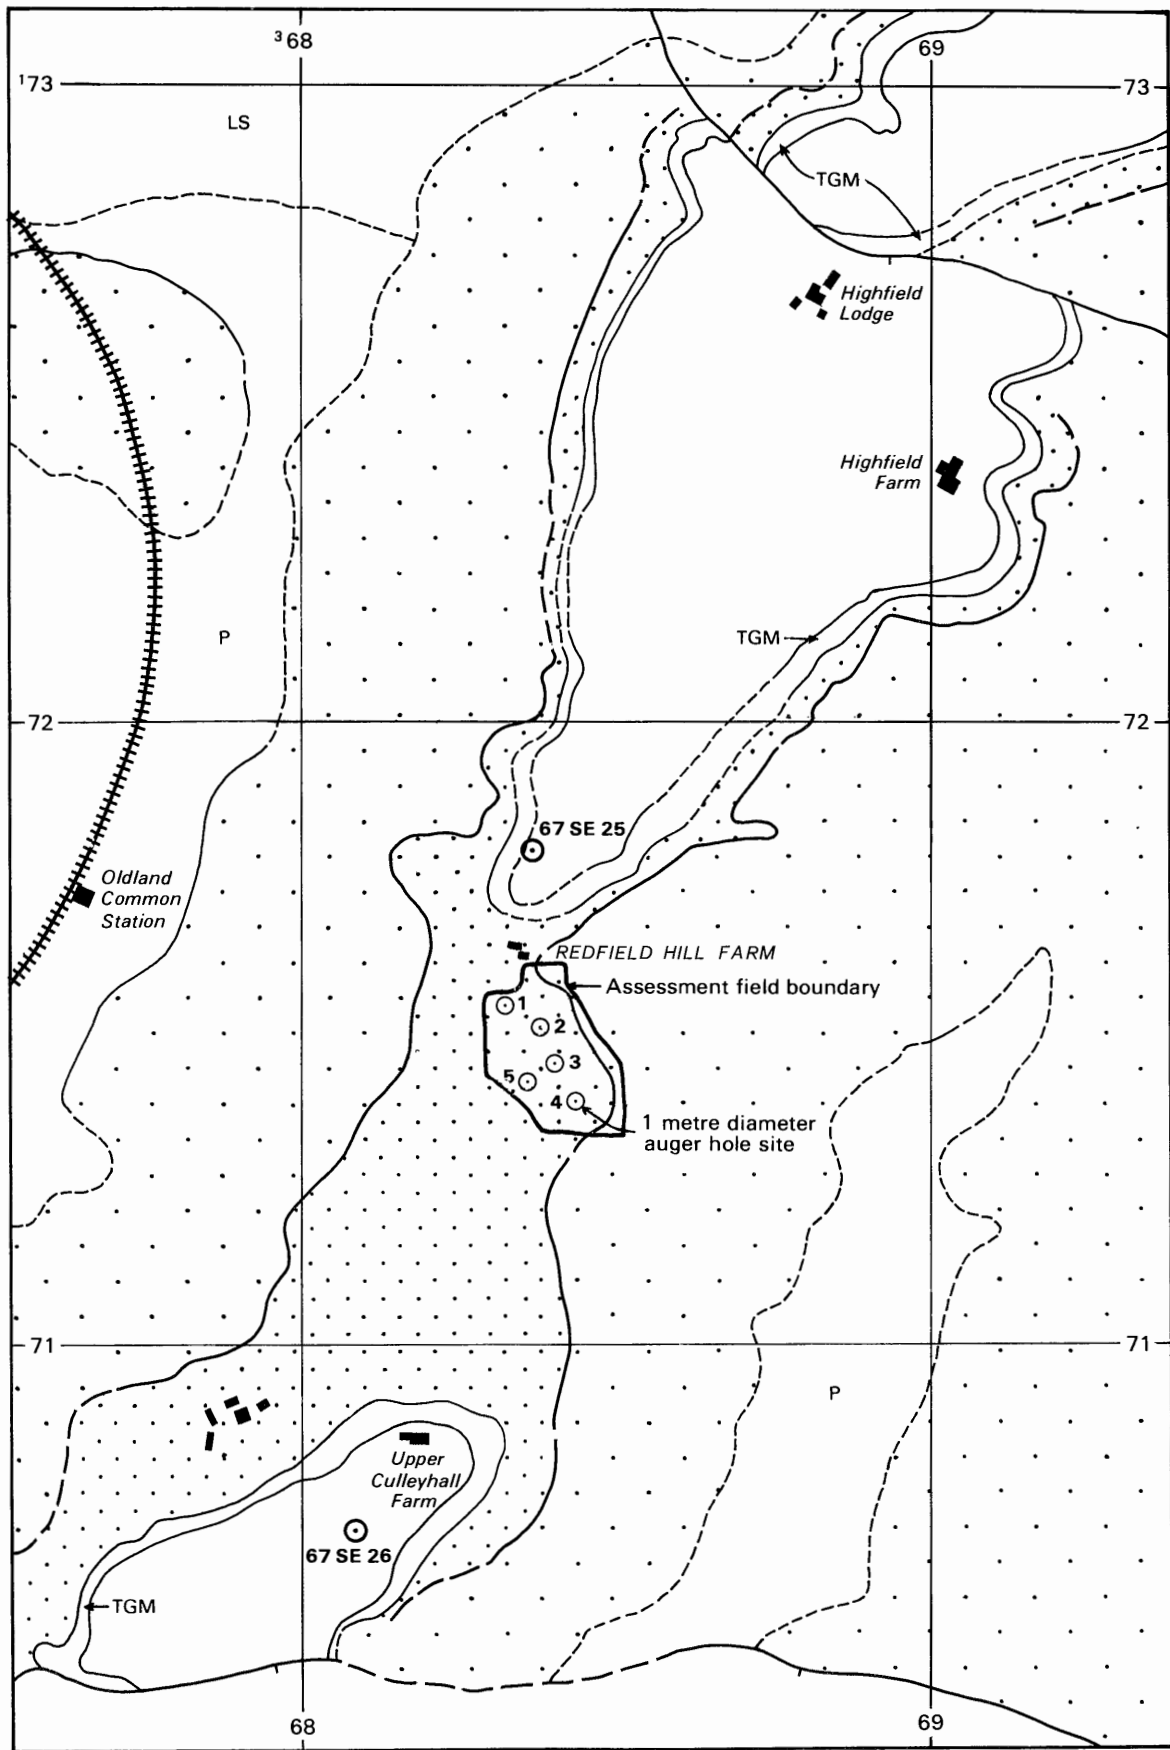 ³68
69
¹73
73
LS
TGM
Highfield
Lodge
Highfield
Farm
P
TGM
72
72
67 SE 25
Oldland
Common
Station
REDFIELD HILL FARM
Assessment field boundary
1
2
3
5
4
1 metre diameter
auger hole site
71
71
P
Upper
Culleyhall
Farm
67 SE 26
TGM
68
69